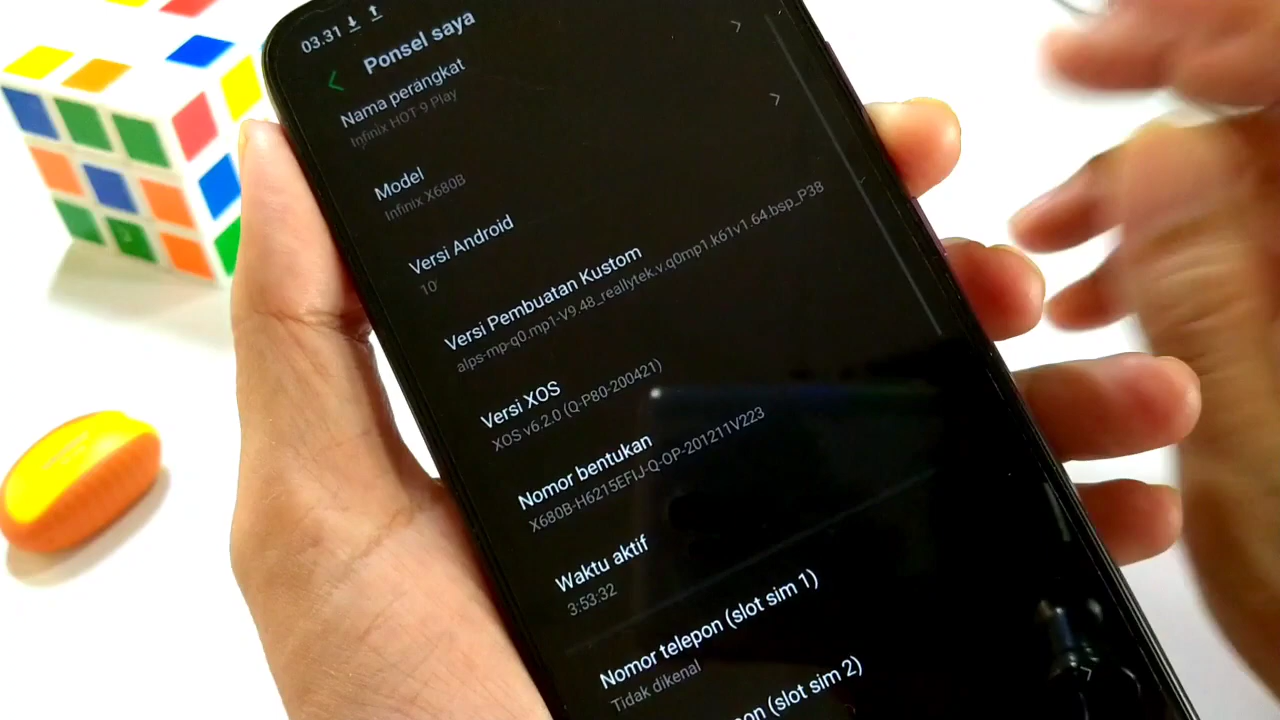 03.31
Ponsel saya
Nama perangkat
Infinix HOT 9 Play
Model
Infinix X680B
Versi Android
10
Versi Pembuatan Kustom
alps-mp-q0.mp1-V9.48_reallytek.v.q0mp1.k61v1.64.bsp_P38
Versi XOS
XOS v6.2.0 (Q-P80-200421)
Nomor bentukan
X680B-H6215EFIJ-Q-OP-201211V223
Waktu aktif
3:53:32
Nomor telepon (slot sim 1)
Tidak dikenal
pon (slot sim 2)